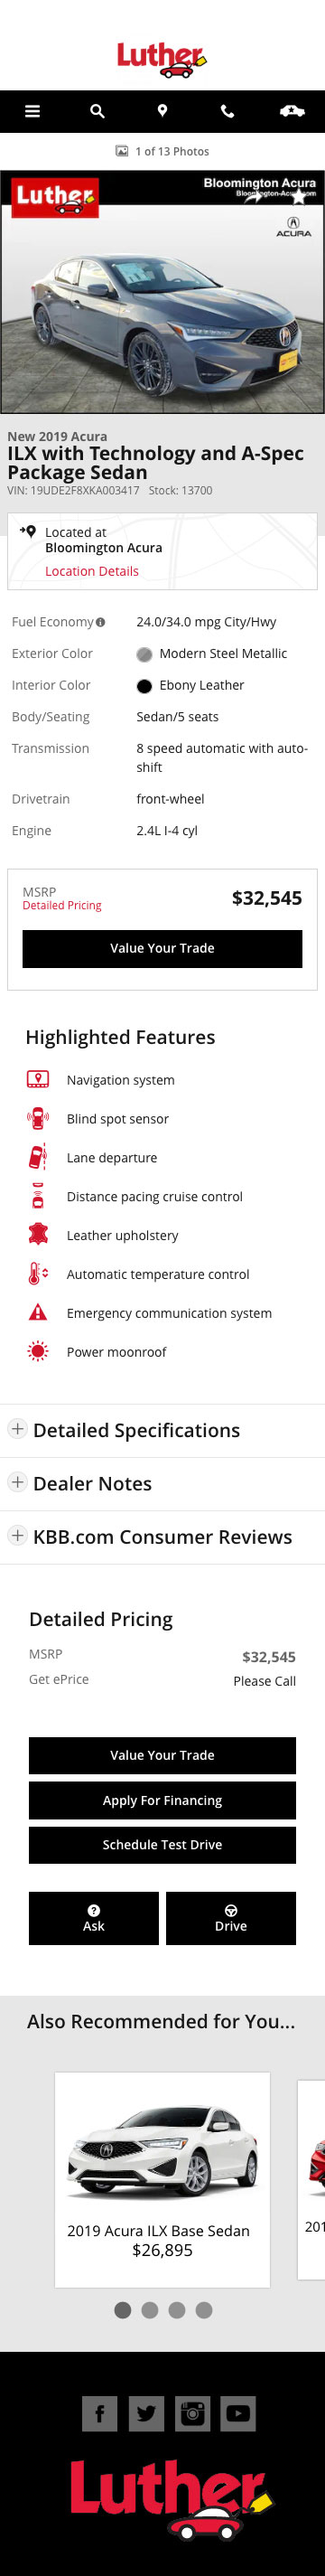 Luther
1 of 13 Photos
Luther
Bloomington Acura
Bloomington-Acura.com
ACURA
New 2019 Acura
ILX with Technology and A-Spec
Package Sedan
VIN: 19UDE2F8XKA003417 Stock: 13700
Located at
Bloomington Acura
Location Details
Fuel Economy 24.0/34.0 mpg City/Hwy
Exterior Color Modern Steel Metallic
Interior Color Ebony Leather
Body/Seating Sedan/5 seats
Transmission 8 speed automatic with auto-
shift
Drivetrain front-wheel
Engine 2.4L I-4 cyl
MSRP $32,545
Detailed Pricing
Value Your Trade
Highlighted Features
Navigation system
Blind spot sensor
Lane departure
Distance pacing cruise control
Leather upholstery
Automatic temperature control
Emergency communication system
Power moonroof
Detailed Specifications
Dealer Notes
KBB.com Consumer Reviews
Detailed Pricing
MSRP $32,545
Get ePrice Please Call
Value Your Trade
Apply For Financing
Schedule Test Drive
Ask Drive
Also Recommended for You...
2019 Acura ILX Base Sedan
$26,895
201
Luther